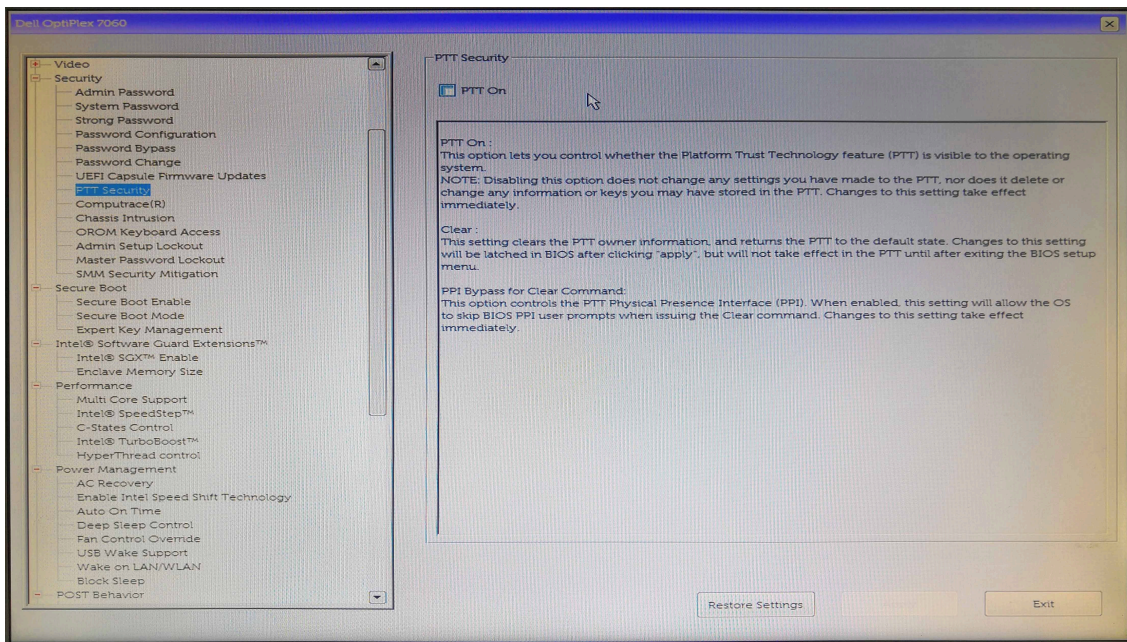 Dell OptiPlex 7060
Video
Security
Admin Password
System Password
Strong Password
Password Configuration
Password Bypass
Password Change
UEFI Capsule Firmware Updates
PTT Security
Computrace(R)
Chassis Intrusion
OROM Keyboard Access
Admin Setup Lockout
Master Password Lockout
SMM Security Mitigation
Secure Boot
Secure Boot Enable
Secure Boot Mode
Expert Key Management
Intel® Software Guard Extensions™
Intel® SGX™ Enable
Enclave Memory Size
Performance
Multi Core Support
Intel® SpeedStep™
C-States Control
Intel® TurboBoost™
HyperThread control
Power Management
AC Recovery
Enable Intel Speed Shift Technology
Auto On Time
Deep Sleep Control
Fan Control Override
USB Wake Support
Wake on LAN/WLAN
Block Sleep
POST Behavior
PTT Security
PTT On
PTT On :
This option lets you control whether the Platform Trust Technology feature (PTT) is visible to the operating
system.
NOTE: Disabling this option does not change any settings you have made to the PTT, nor does it delete or
change any information or keys you may have stored in the PTT. Changes to this setting take effect
immediately.
Clear :
This setting clears the PTT owner information, and returns the PTT to the default state. Changes to this setting
will be latched in BIOS after clicking "apply", but will not take effect in the PTT until after exiting the BIOS setup
menu.
PPI Bypass for Clear Command:
This option controls the PTT Physical Presence Interface (PPI). When enabled, this setting will allow the OS
to skip BIOS PPI user prompts when issuing the Clear command. Changes to this setting take effect
immediately.
Restore Settings
Exit